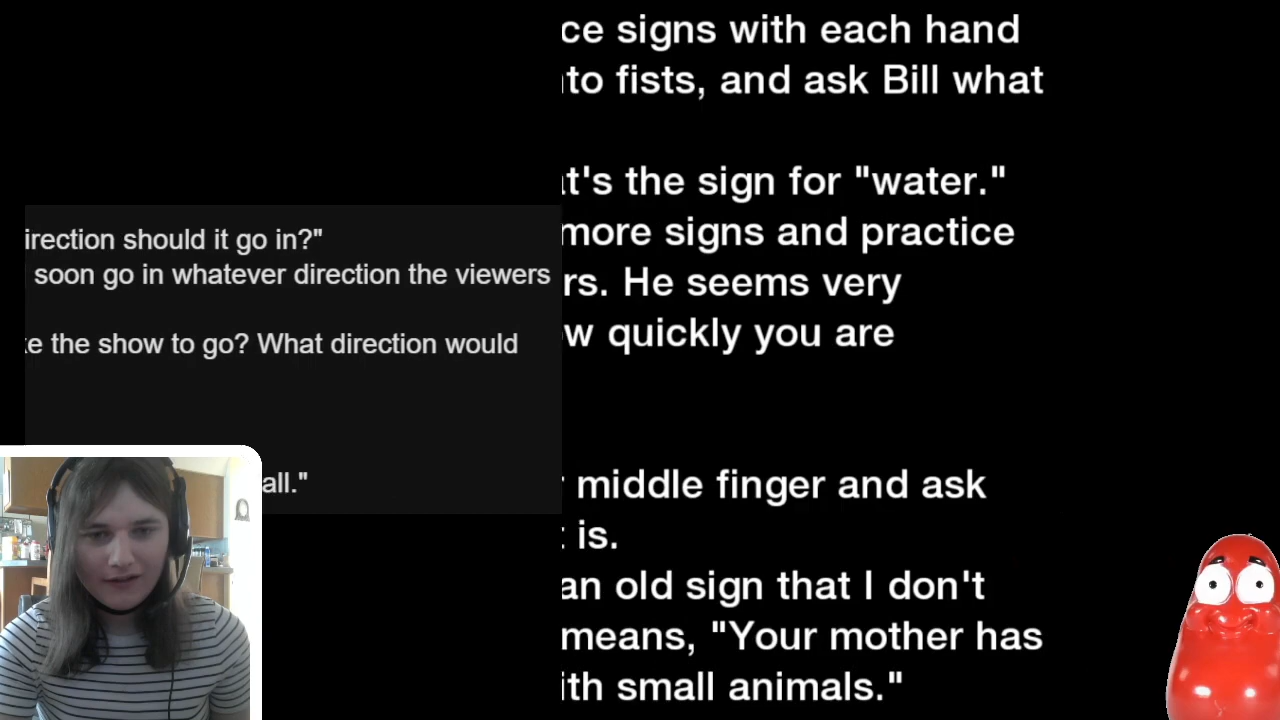 ce signs with each hand
to fists, and ask Bill what
t's the sign for "water."
more signs and practice
rs. He seems very
w quickly you are
middle finger and ask
is.
an old sign that I don't
means, "Your mother has
ith small animals."
irection should it go in?"
soon go in whatever direction the viewers
e the show to go? What direction would
all."